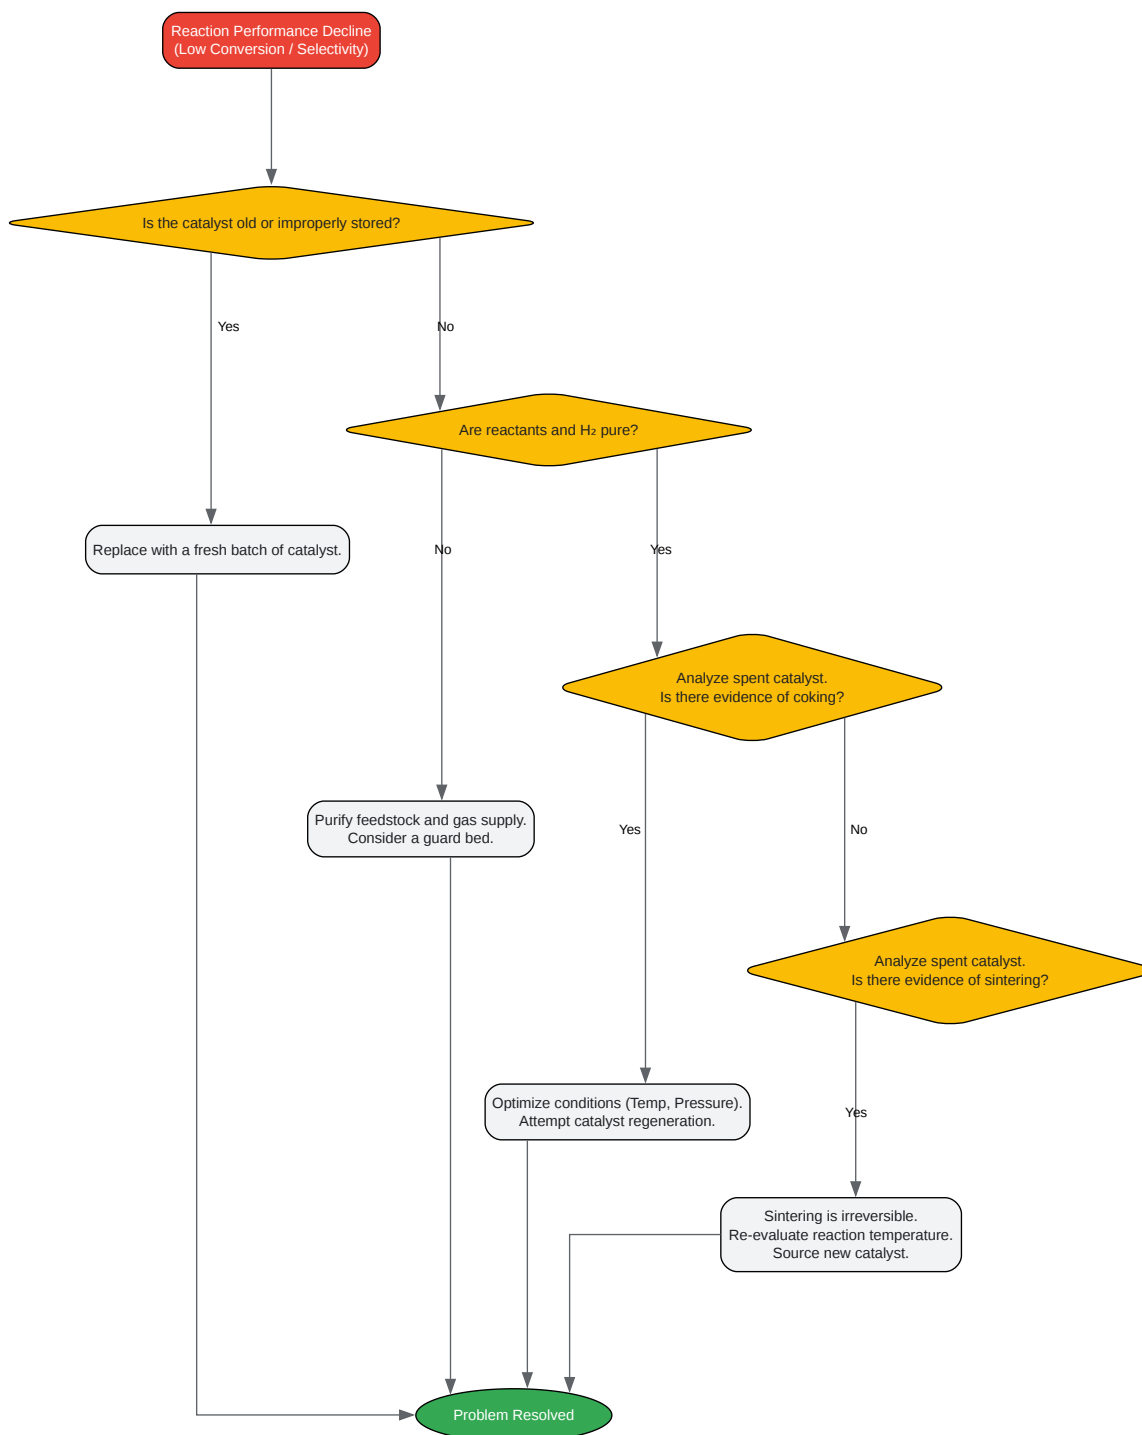 Reaction Performance Decline
(Low Conversion / Selectivity)
Is the catalyst old or improperly stored?
Yes
No
Are reactants and H₂ pure?
Replace with a fresh batch of catalyst.
No
Yes
Analyze spent catalyst.
Is there evidence of coking?
Purify feedstock and gas supply.
Consider a guard bed.
Yes
No
Analyze spent catalyst.
Is there evidence of sintering?
Optimize conditions (Temp, Pressure).
Attempt catalyst regeneration.
Yes
Sintering is irreversible.
Re-evaluate reaction temperature.
Source new catalyst.
Problem Resolved